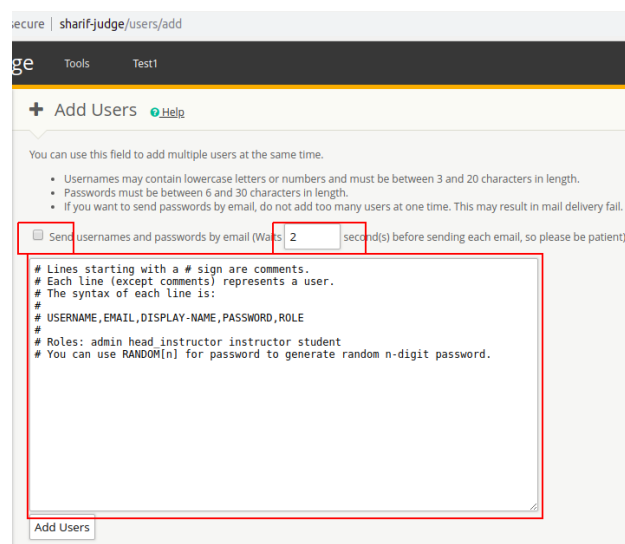 secure | sharif-judge/users/add
ge Tools Test1
+ Add Users Help
You can use this field to add multiple users at the same time.
• Usernames may contain lowercase letters or numbers and must be between 3 and 20 characters in length.
• Passwords must be between 6 and 30 characters in length.
• If you want to send passwords by email, do not add too many users at one time. This may result in mail delivery fail.
Send usernames and passwords by email (Waits 2 second(s) before sending each email, so please be patient)
# Lines starting with a # sign are comments.
# Each line (except comments) represents a user.
# The syntax of each line is:
#
# USERNAME,EMAIL,DISPLAY-NAME,PASSWORD,ROLE
#
# Roles: admin head_instructor instructor student
# You can use RANDOM[n] for password to generate random n-digit password.
Add Users